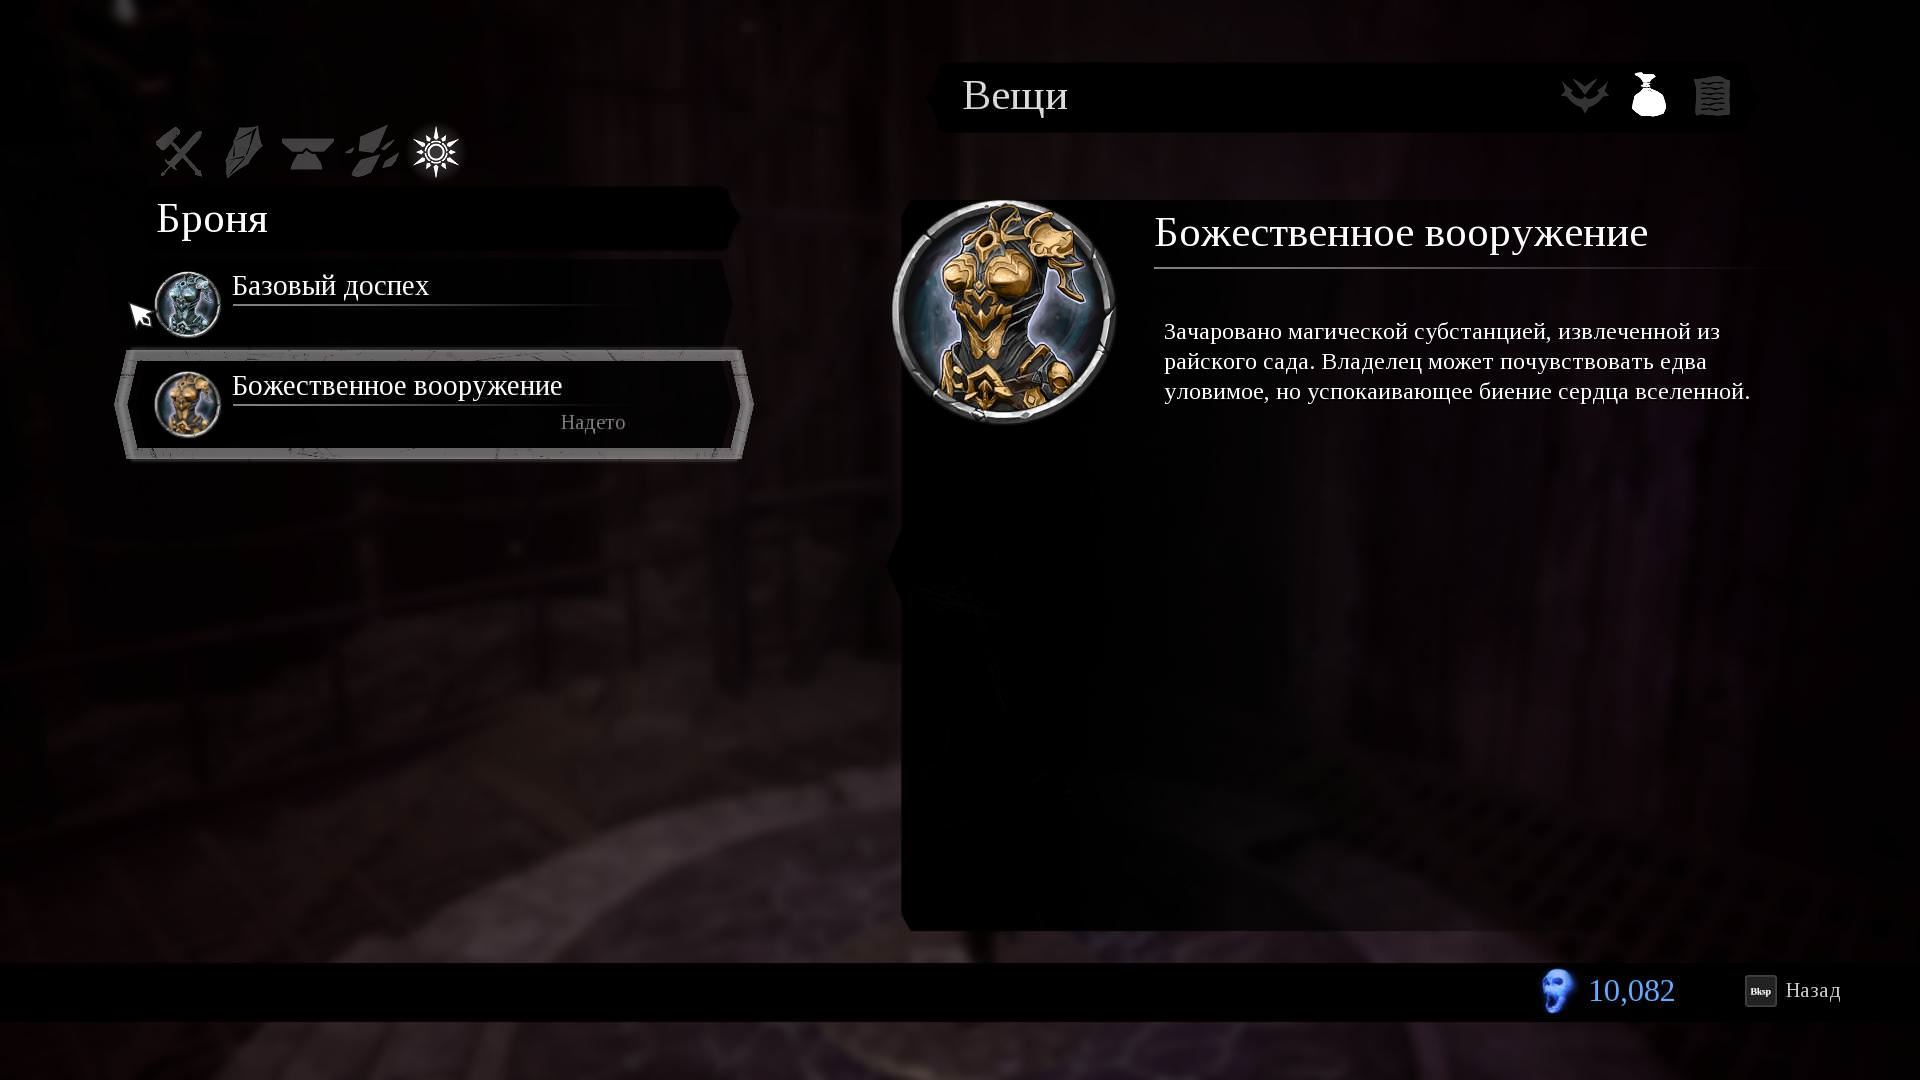 Вещи
Броня
Базовый доспех
Божественное вооружение
Надето
Божественное вооружение
Зачаровано магической субстанцией, извлеченной из
райского сада. Владелец может почувствовать едва
уловимое, но успокаивающее биение сердца вселенной.
10,082
Bksp Назад